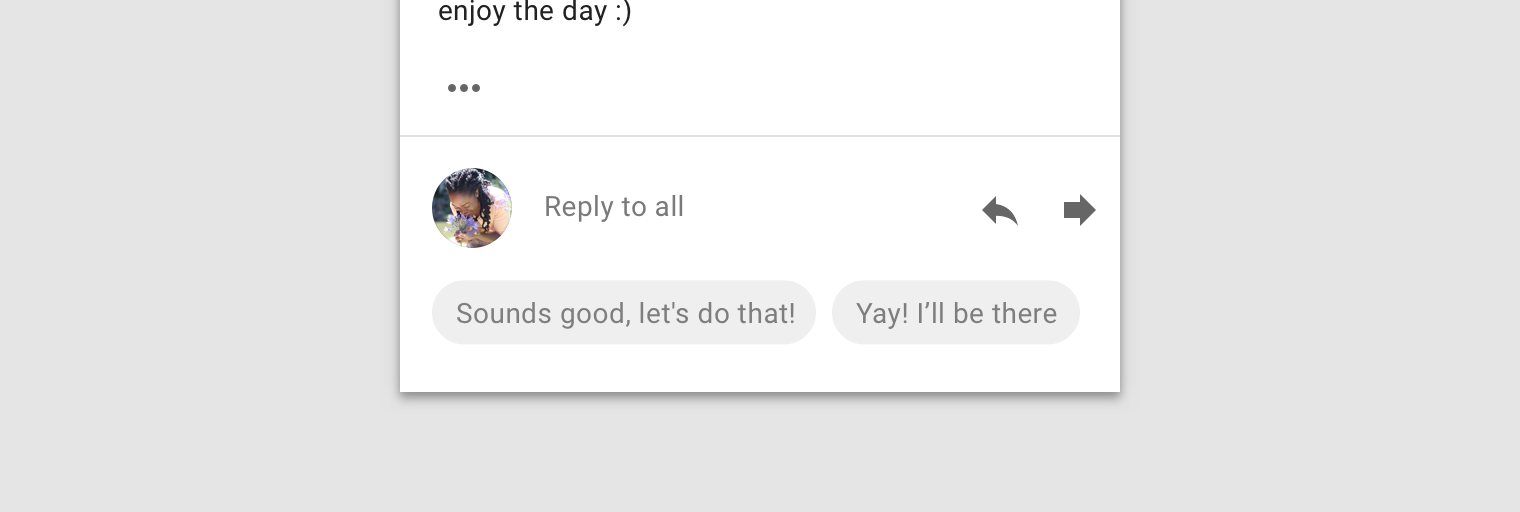 enjoy the day :)
Reply to all
Sounds good, let's do that!
Yay! I’ll be there